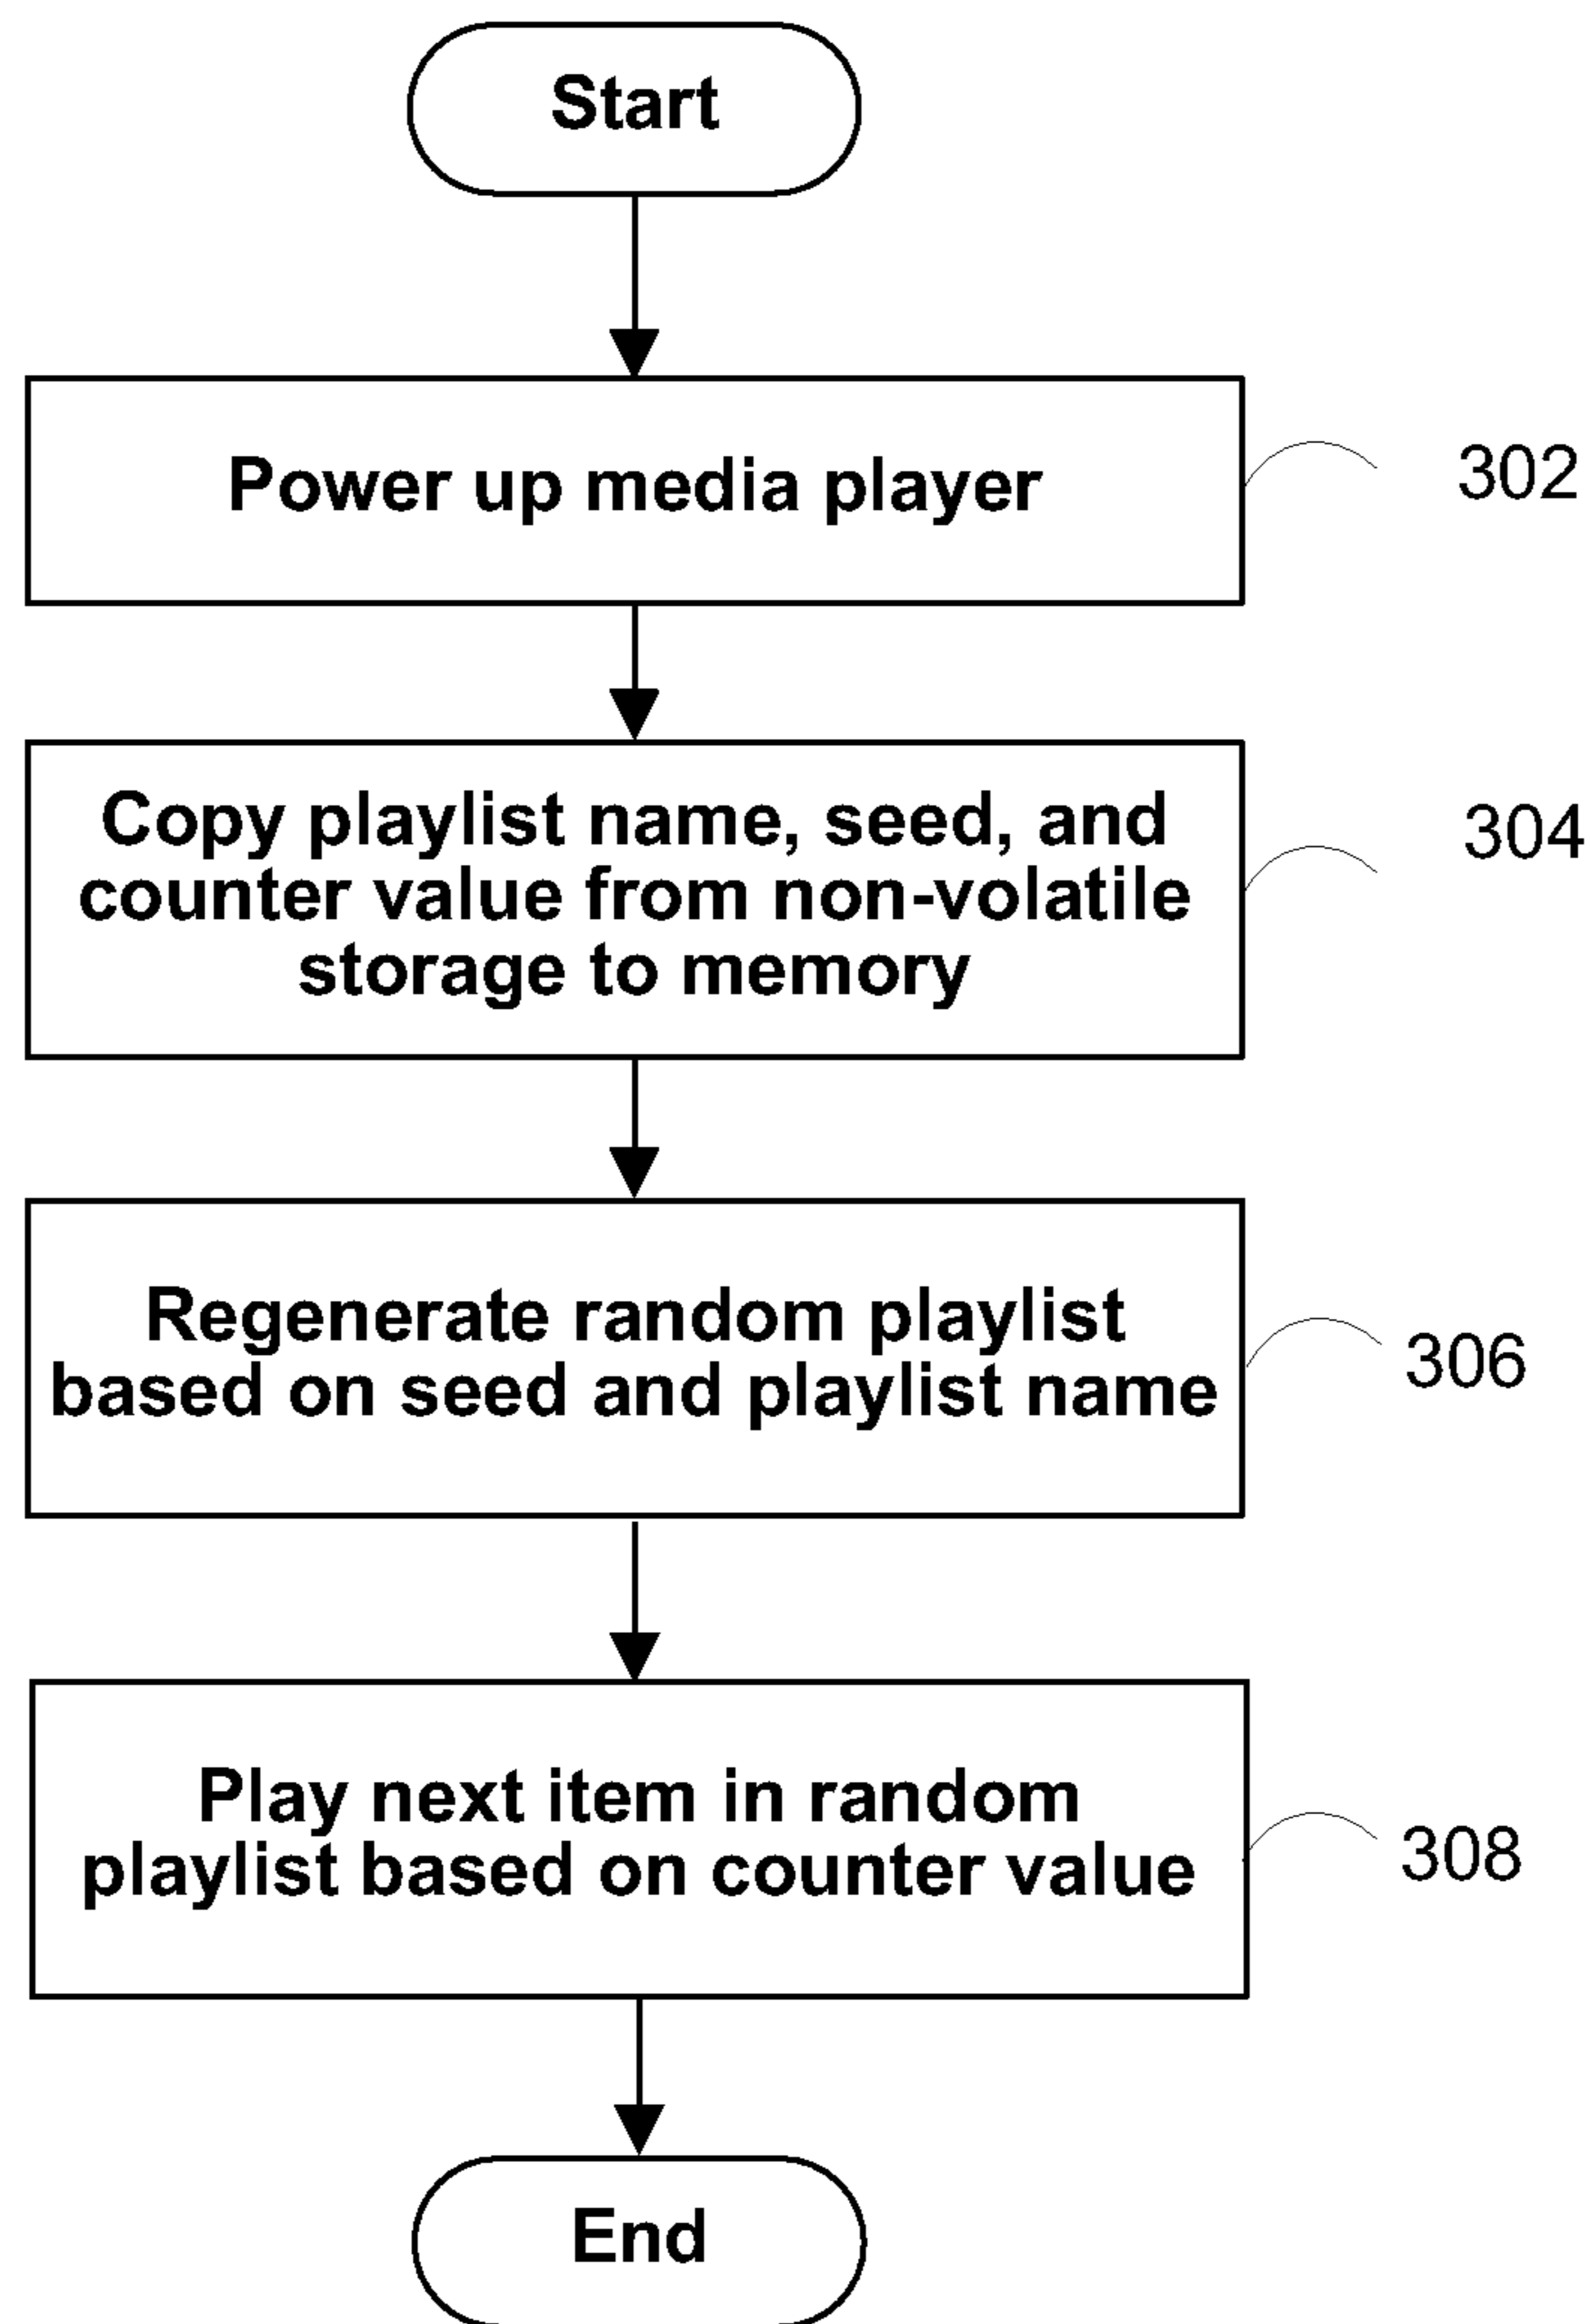 Start
Power up media player
302
Copy playlist name, seed, and
counter value from non-volatile
storage to memory
304
Regenerate random playlist
based on seed and playlist name
306
Play next item in random
playlist based on counter value
308
End